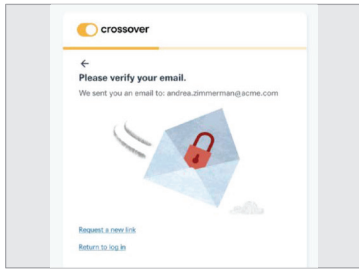 crossover
Please verify your email.
We sent you an email to: andrea.zimmerman@acme.com
Request a new link
Return to log in